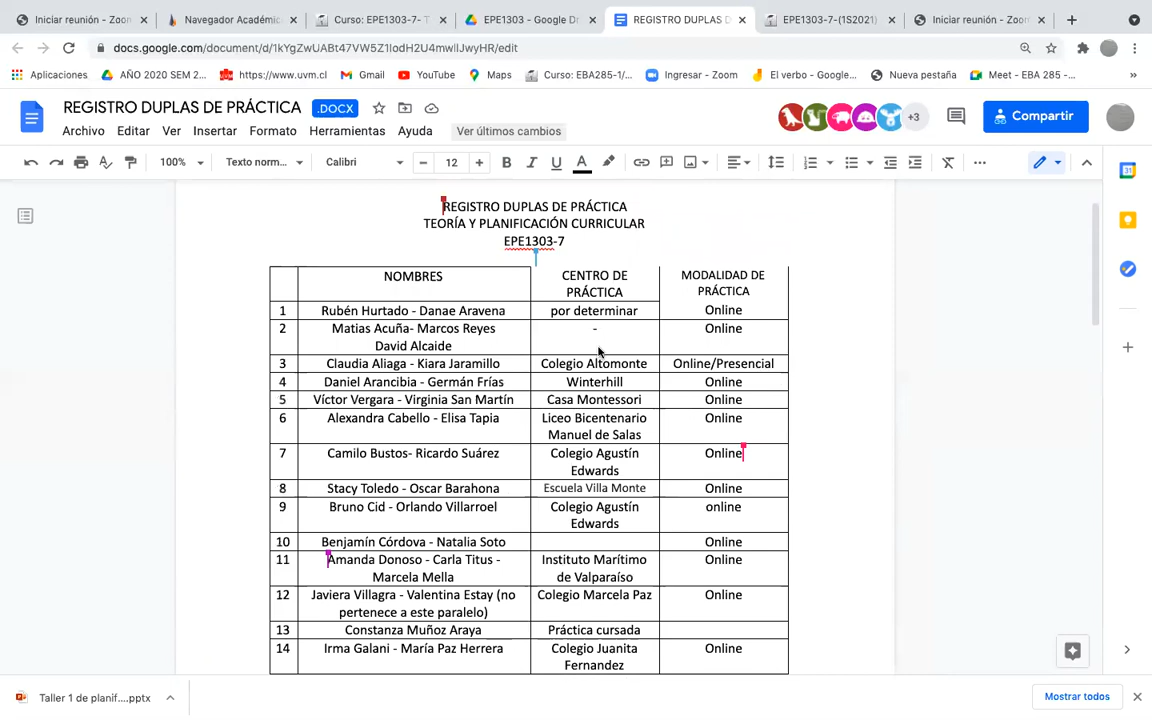 Iniciar reunión - Zoom
Navegador Académic
Curso: EPE1303-7- T
EPE1303 - Google Dr
REGISTRO DUPLAS D
EPE1303-7-(1S2021)
Iniciar reunión - Zoom
docs.google.com/document/d/1kYgZwUABt47VW5Z1lodH2U4mwlIJwyHR/edit
Aplicaciones
AÑO 2020 SEM 2...
https://www.uvm.cl
Gmail
YouTube
Maps
Curso: EBA285-1/...
Ingresar - Zoom
El verbo - Google...
Nueva pestaña
Meet - EBA 285 -...
REGISTRO DUPLAS DE PRÁCTICA .DOCX
+3
Compartir
Archivo Editar Ver Insertar Formato Herramientas Ayuda Ver últimos cambios
100% Texto norm... Calibri 12
REGISTRO DUPLAS DE PRÁCTICA
TEORÍA Y PLANIFICACIÓN CURRICULAR
EPE1303-7
NOMBRES
CENTRO DE
PRÁCTICA
MODALIDAD DE
PRÁCTICA
1 Rubén Hurtado - Danae Aravena por determinar Online
2 Matias Acuña- Marcos Reyes - Online
David Alcaide
3 Claudia Aliaga - Kiara Jaramillo Colegio Altomonte Online/Presencial
4 Daniel Arancibia - Germán Frías Winterhill Online
5 Víctor Vergara - Virginia San Martín Casa Montessori Online
6 Alexandra Cabello - Elisa Tapia Liceo Bicentenario Online
Manuel de Salas
7 Camilo Bustos- Ricardo Suárez Colegio Agustín Online
Edwards
8 Stacy Toledo - Oscar Barahona Escuela Villa Monte Online
9 Bruno Cid - Orlando Villarroel Colegio Agustín online
Edwards
10 Benjamín Córdova - Natalia Soto Online
11 Amanda Donoso - Carla Titus - Instituto Marítimo Online
Marcela Mella de Valparaíso
12 Javiera Villagra - Valentina Estay (no Colegio Marcela Paz Online
pertenece a este paralelo)
13 Constanza Muñoz Araya Práctica cursada
14 Irma Galani - María Paz Herrera Colegio Juanita Online
Fernandez
Taller 1 de planif....pptx
Mostrar todos